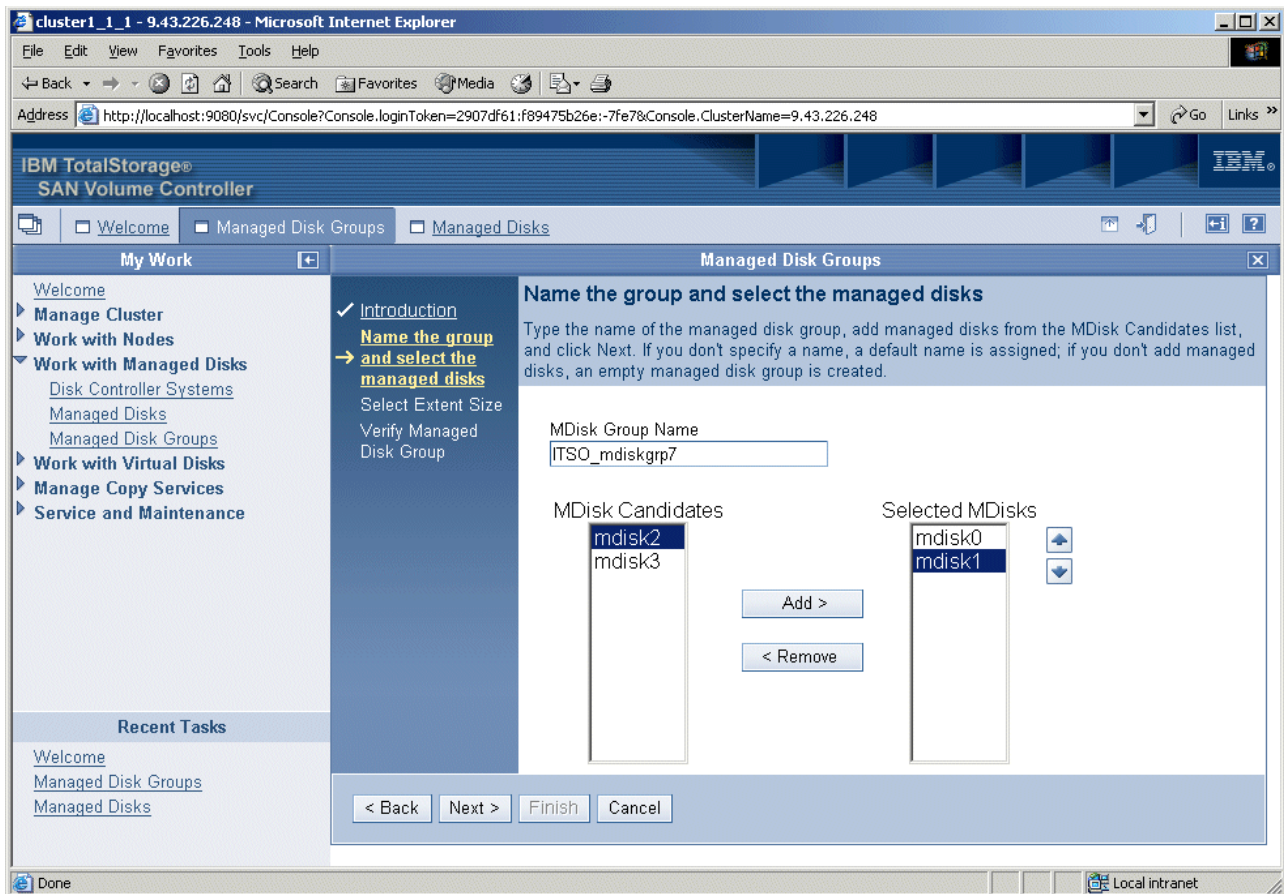 cluster1_1_1 - 9.43.226.248 - Microsoft Internet Explorer
File Edit View Favorites Tools Help
Back Search Favorites Media
Address http://localhost:9080/svc/Console?Console.loginToken=2907df61:f89475b26e:-7fe7&Console.ClusterName=9.43.226.248 Go Links »
IBM TotalStorage®
SAN Volume Controller
IBM®
Welcome Managed Disk Groups Managed Disks
My Work
Welcome
Manage Cluster
Work with Nodes
Work with Managed Disks
Disk Controller Systems
Managed Disks
Managed Disk Groups
Work with Virtual Disks
Manage Copy Services
Service and Maintenance
Recent Tasks
Welcome
Managed Disk Groups
Managed Disks
Managed Disk Groups
Introduction
Name the group
and select the
managed disks
Select Extent Size
Verify Managed
Disk Group
Name the group and select the managed disks
Type the name of the managed disk group, add managed disks from the MDisk Candidates list,
and click Next. If you don't specify a name, a default name is assigned; if you don't add managed
disks, an empty managed disk group is created.
MDisk Group Name
ITSO_mdiskgrp7
MDisk Candidates
mdisk2
mdisk3
Add >
< Remove
Selected MDisks
mdisk0
mdisk1
< Back Next > Finish Cancel
Done Local intranet